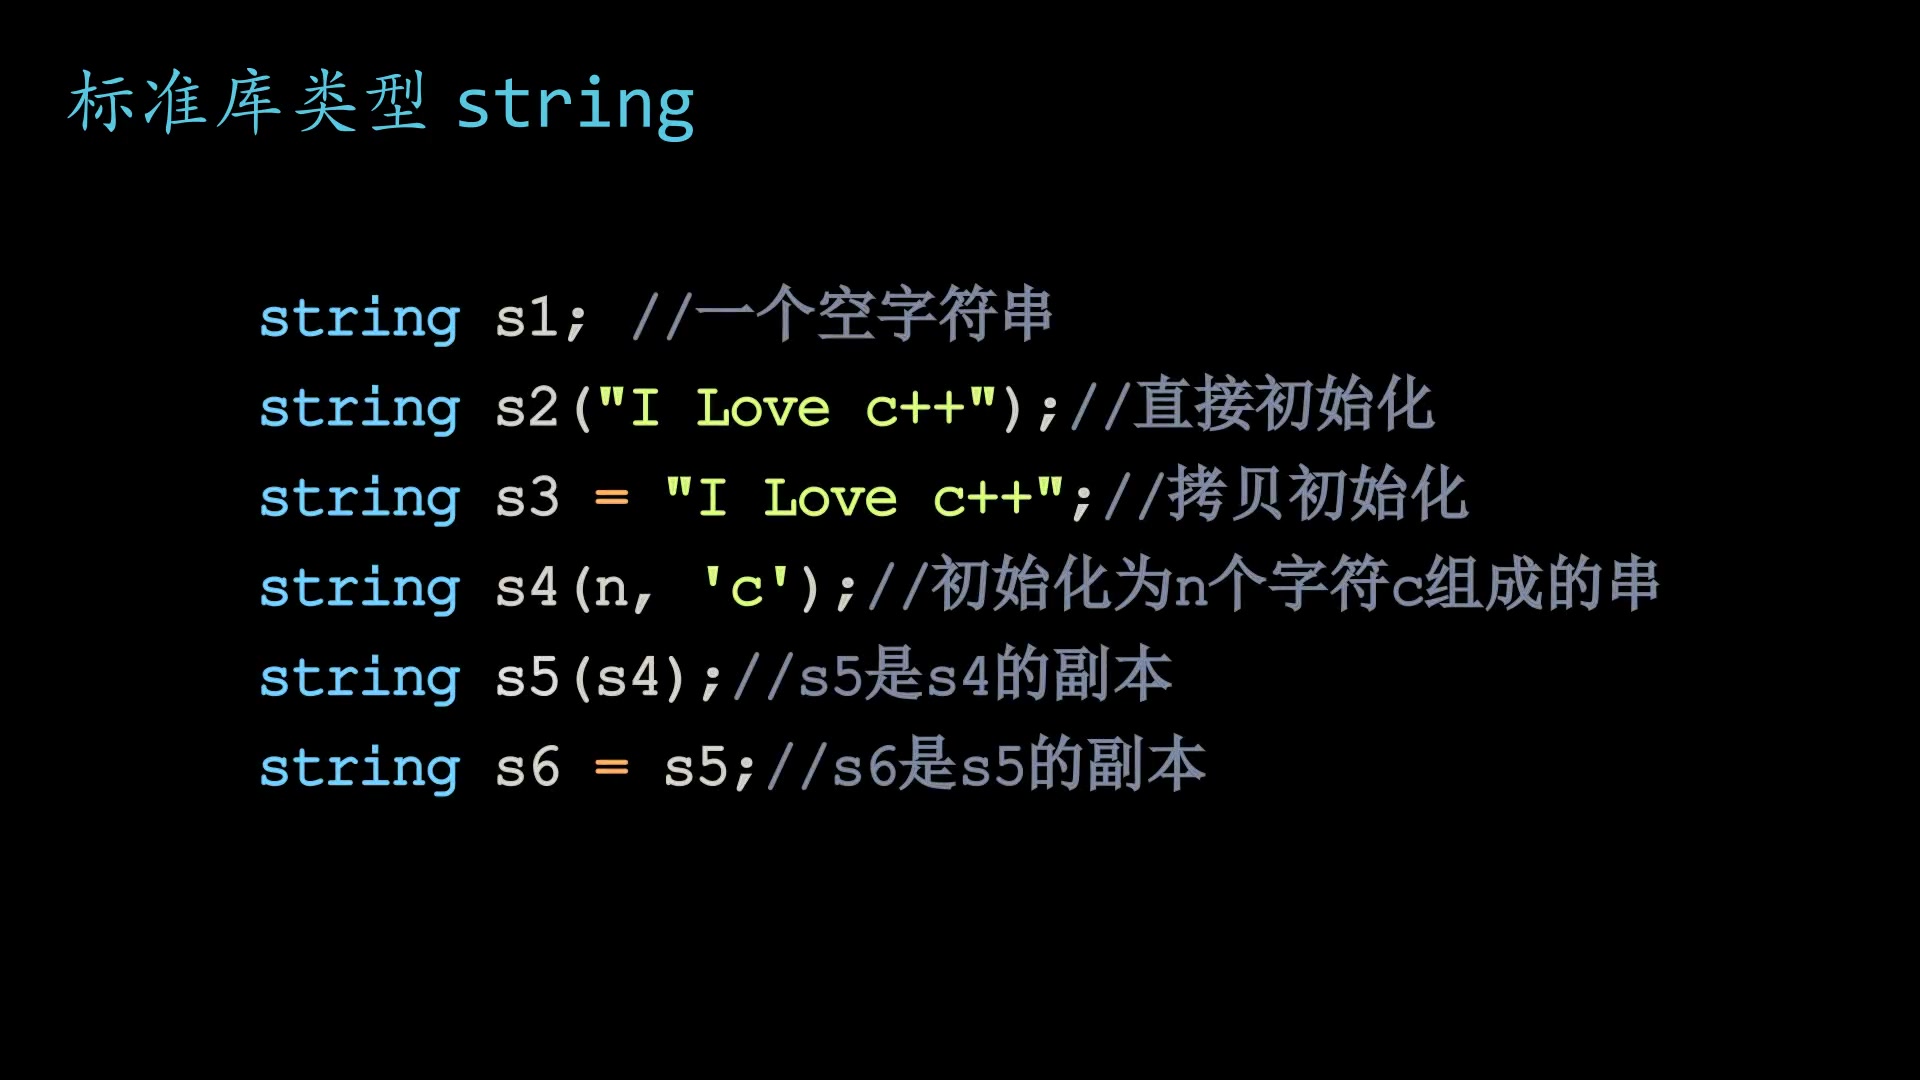 标准库类型 string
string s1; //一个空字符串
string s2("I Love c++");//直接初始化
string s3 = "I Love c++";//拷贝初始化
string s4(n, 'c');//初始化为n个字符c组成的串
string s5(s4);//s5是s4的副本
string s6 = s5;//s6是s5的副本